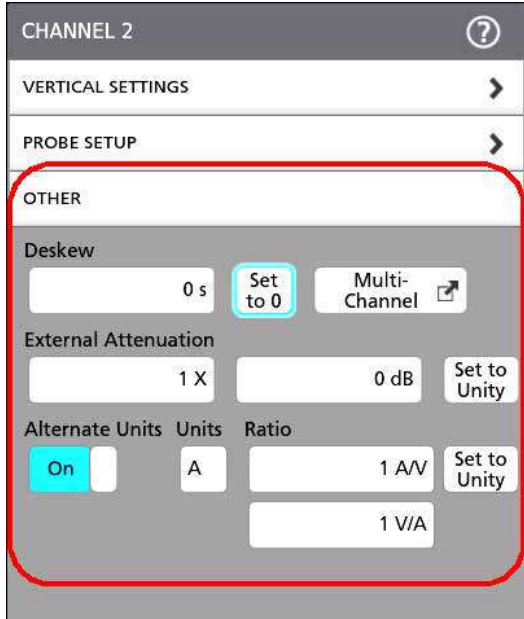 CHANNEL 2
?
VERTICAL SETTINGS
PROBE SETUP
OTHER
Deskew
0 s
Set
to 0
Multi-
Channel
External Attenuation
1 X
0 dB
Set to
Unity
Alternate Units
Units
Ratio
On
A
1 A/V
Set to
Unity
1 V/A